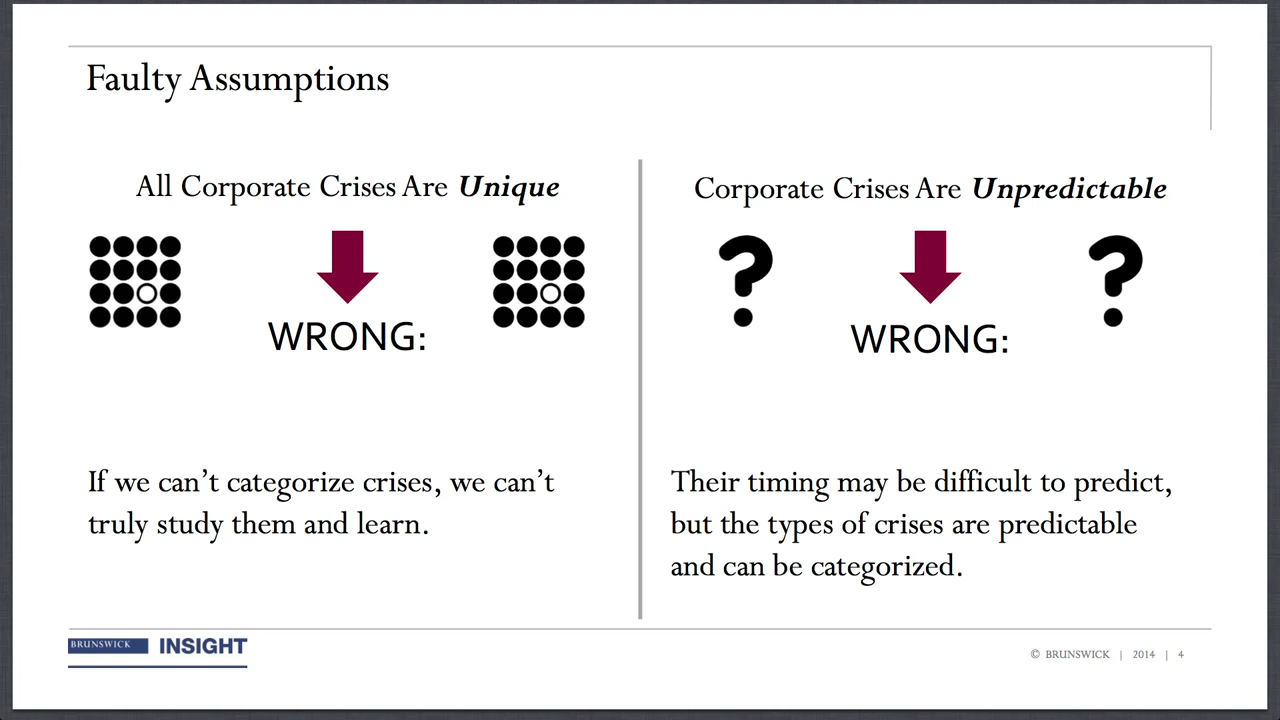 Faulty Assumptions
All Corporate Crises Are Unique
WRONG:
If we can’t categorize crises, we can’t
truly study them and learn.
Corporate Crises Are Unpredictable
? ?
WRONG:
Their timing may be difficult to predict,
but the types of crises are predictable
and can be categorized.
BRUNSWICK INSIGHT
© BRUNSWICK | 2014 | 4